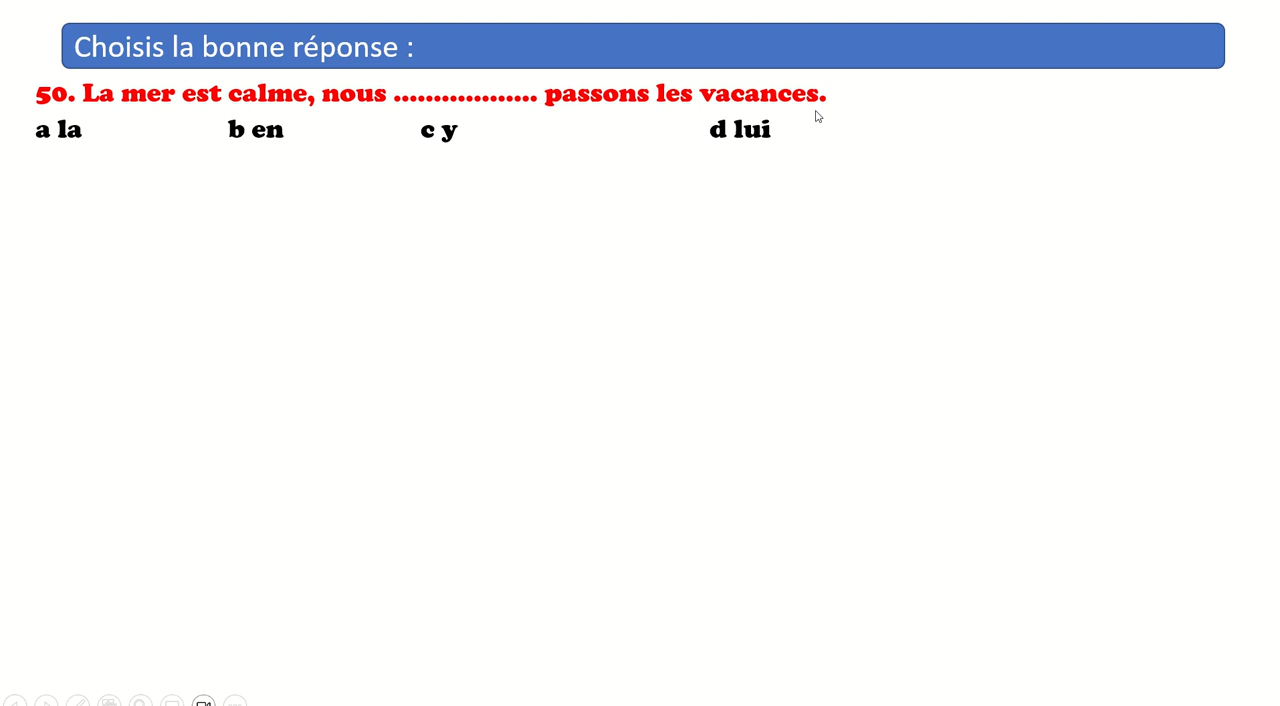 Choisis la bonne réponse :
50. La mer est calme, nous .................. passons les vacances.
a la b en c y d lui